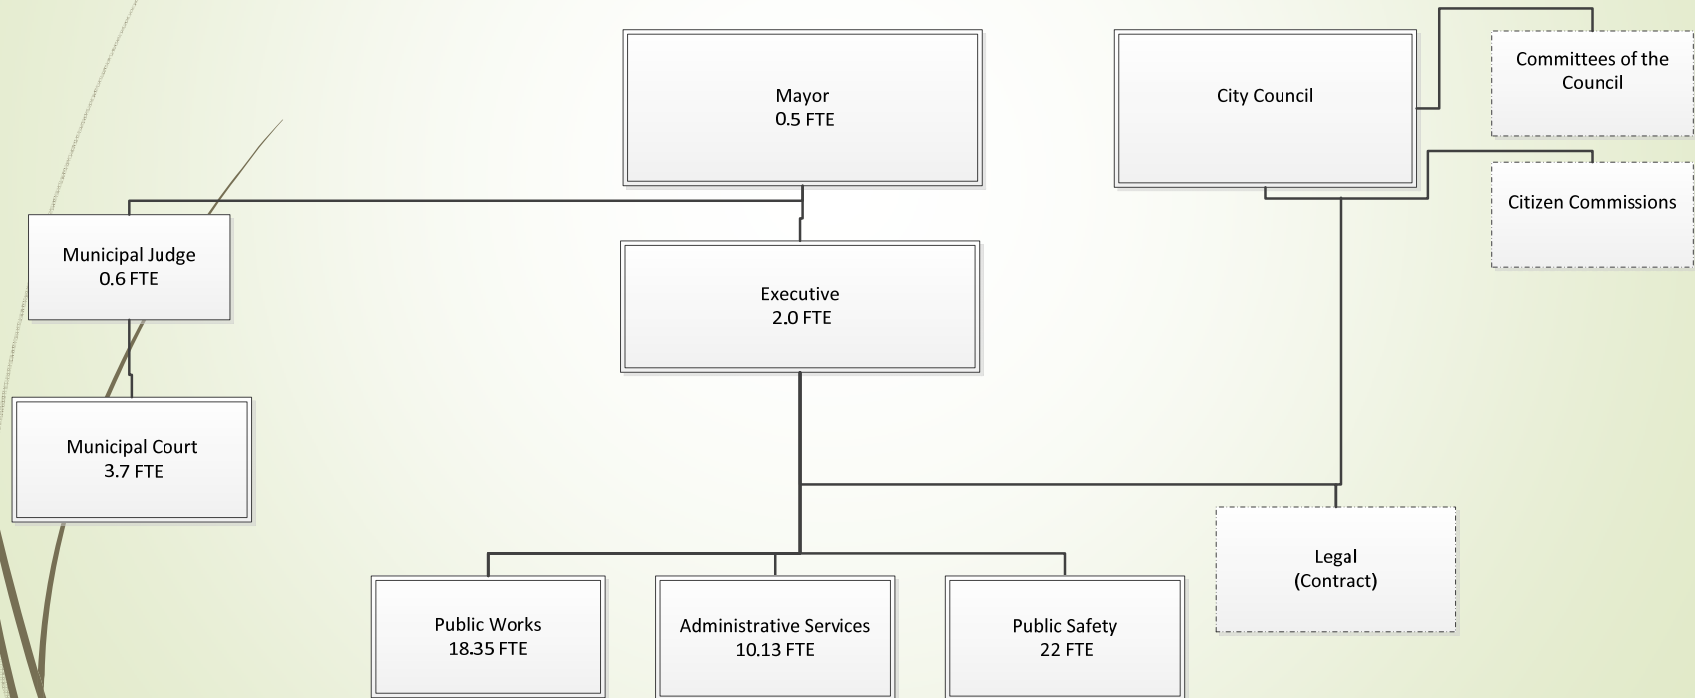 Mayor
0.5 FTE
City Council
Committees of the
Council
Citizen Commissions
Municipal Judge
0.6 FTE
Executive
2.0 FTE
Municipal Court
3.7 FTE
Legal
(Contract)
Public Works
18.35 FTE
Administrative Services
10.13 FTE
Public Safety
22 FTE